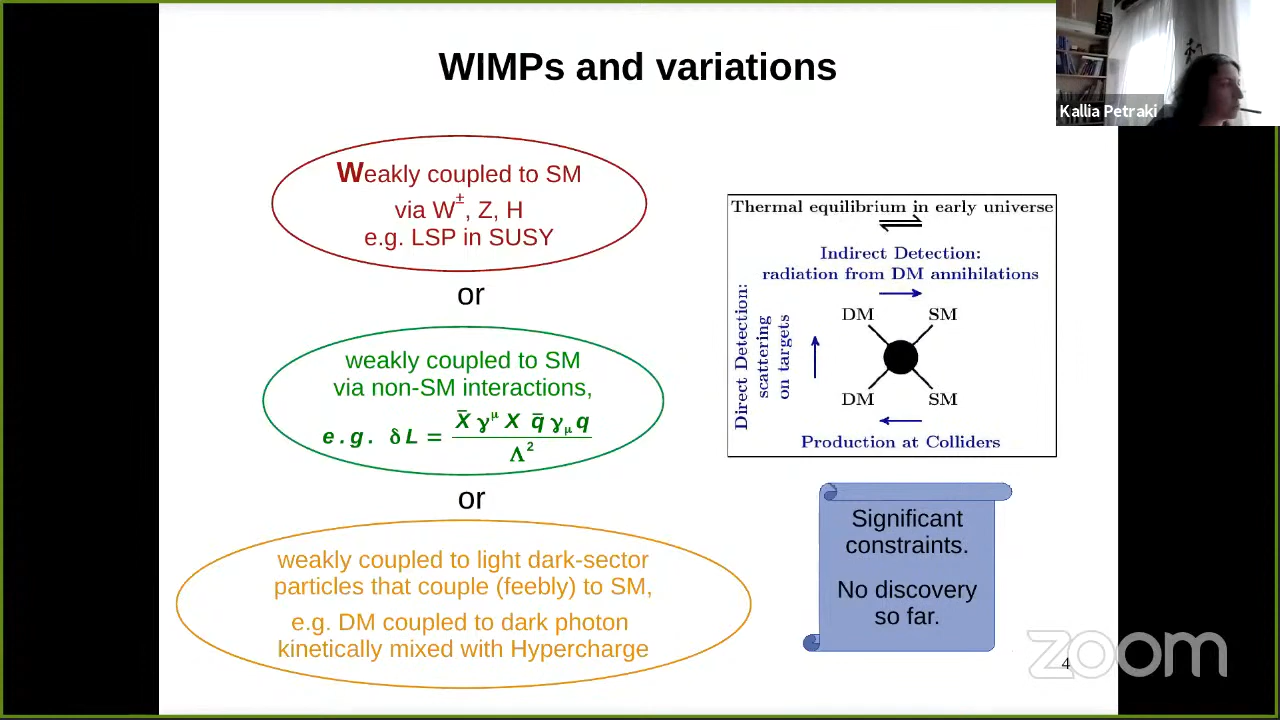 WIMPs and variations
Kallia Petraki
Weakly coupled to SM
via W±, Z, H
e.g. LSP in SUSY
or
weakly coupled to SM
via non-SM interactions,
e.g. δL = X̄ γ^μ X q̄ γ_μ q / Λ²
or
weakly coupled to light dark-sector
particles that couple (feebly) to SM,
e.g. DM coupled to dark photon
kinetically mixed with Hypercharge
Thermal equilibrium in early universe
Indirect Detection:
radiation from DM annihilations
Direct Detection:
scattering
on targets
DM SM
DM SM
Production at Colliders
Significant
constraints.
No discovery
so far.
4
zoom